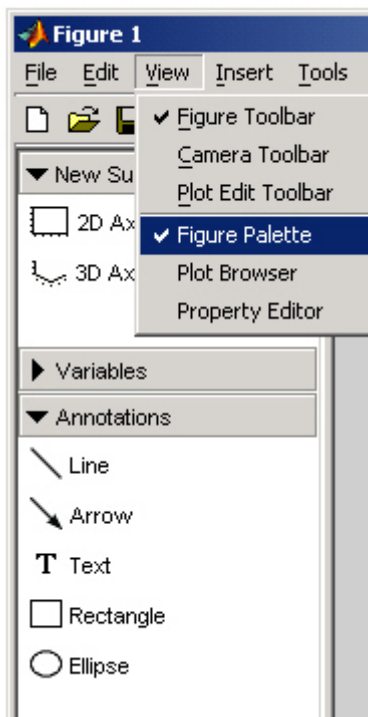 Figure 1
File Edit View Insert Tools
Figure Toolbar
Camera Toolbar
Plot Edit Toolbar
Figure Palette
Plot Browser
Property Editor
New Su
2D Ax
3D Ax
Variables
Annotations
Line
Arrow
T Text
Rectangle
Ellipse